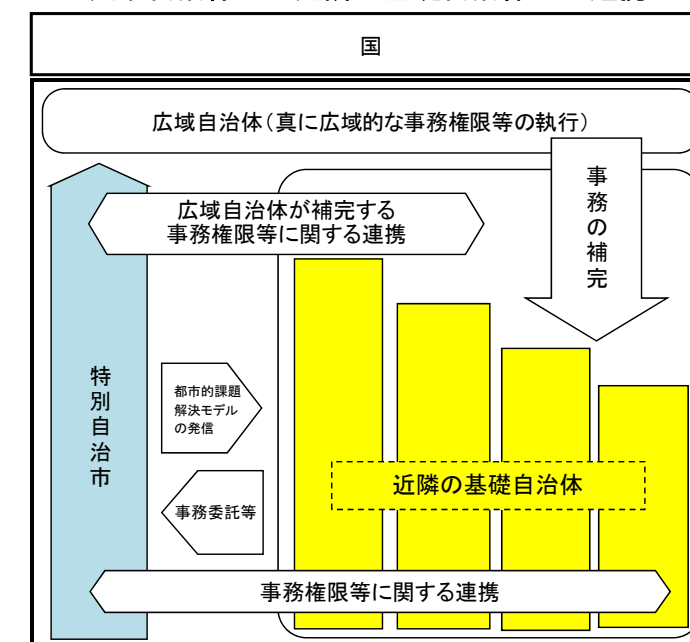 国
広域自治体（真に広域的な事務権限等の執行）
事務の補完
広域自治体が補完する
事務権限等に関する連携
特別自治市
都市的課題
解決モデル
の発信
近隣の基礎自治体
事務委託等
事務権限等に関する連携